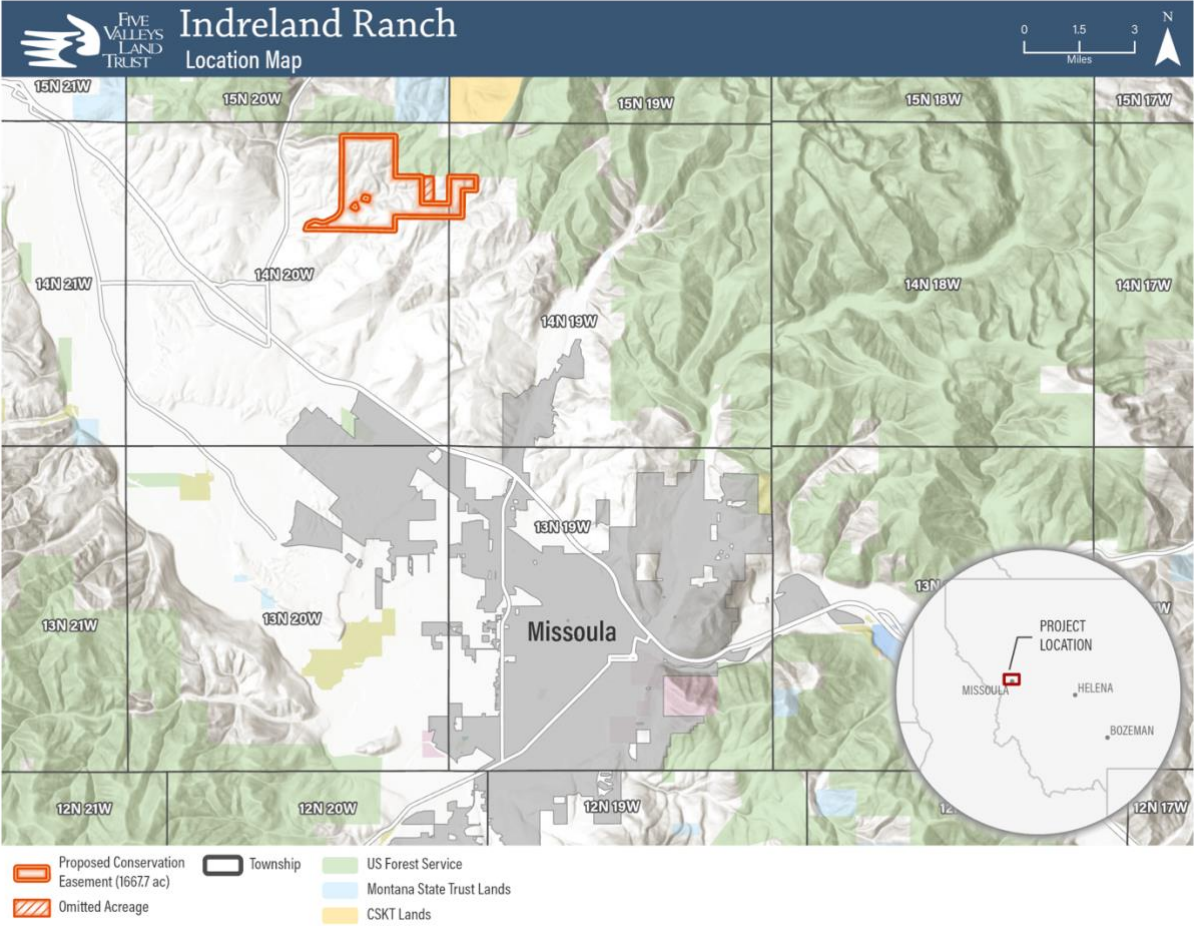 FIVE
VALLEYS
LAND
TRUST
Indreland Ranch
Location Map
0 1.5 3
Miles
N
15N 21W
15N 20W
15N 19W
15N 18W
15N 17W
14N 21W
14N 20W
14N 19W
14N 18W
14N 17W
13N 19W
13N
W
13N 21W
13N 20W
Missoula
PROJECT
LOCATION
MISSOULA
HELENA
BOZEMAN
12N 21W
12N 20W
12N 19W
12
12N 17W
Proposed Conservation
Easement (1667.7 ac)
Omitted Acreage
Township
US Forest Service
Montana State Trust Lands
CSKT Lands